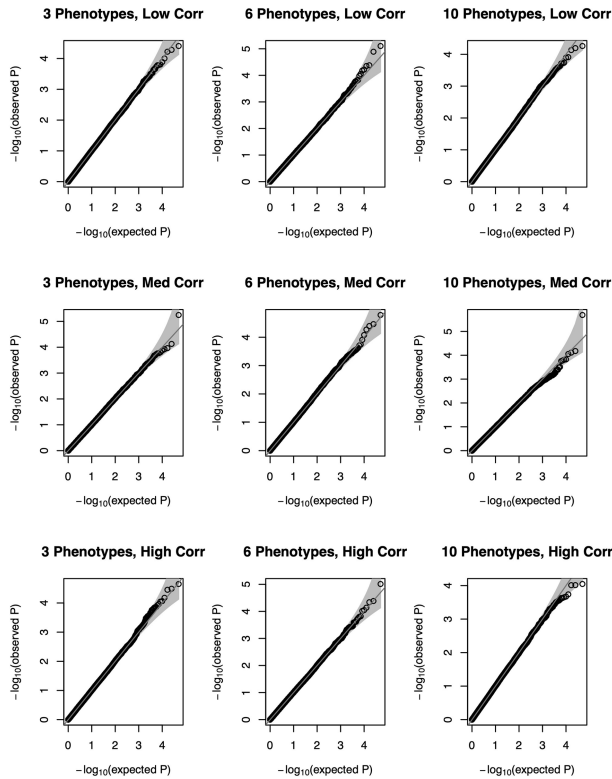 3 Phenotypes, Low Corr
6 Phenotypes, Low Corr
10 Phenotypes, Low Corr
−log10(observed P)
0 1 2 3 4
−log10(observed P)
0 1 2 3 4 5
−log10(observed P)
0 1 2 3 4
0 1 2 3 4
0 1 2 3 4
0 1 2 3 4
−log10(expected P)
−log10(expected P)
−log10(expected P)
3 Phenotypes, Med Corr
6 Phenotypes, Med Corr
10 Phenotypes, Med Corr
−log10(observed P)
0 1 2 3 4 5
−log10(observed P)
0 1 2 3 4
−log10(observed P)
0 1 2 3 4 5
0 1 2 3 4
0 1 2 3 4
0 1 2 3 4
−log10(expected P)
−log10(expected P)
−log10(expected P)
3 Phenotypes, High Corr
6 Phenotypes, High Corr
10 Phenotypes, High Corr
−log10(observed P)
0 1 2 3 4
−log10(observed P)
0 1 2 3 4 5
−log10(observed P)
0 1 2 3 4
0 1 2 3 4
0 1 2 3 4
0 1 2 3 4
−log10(expected P)
−log10(expected P)
−log10(expected P)